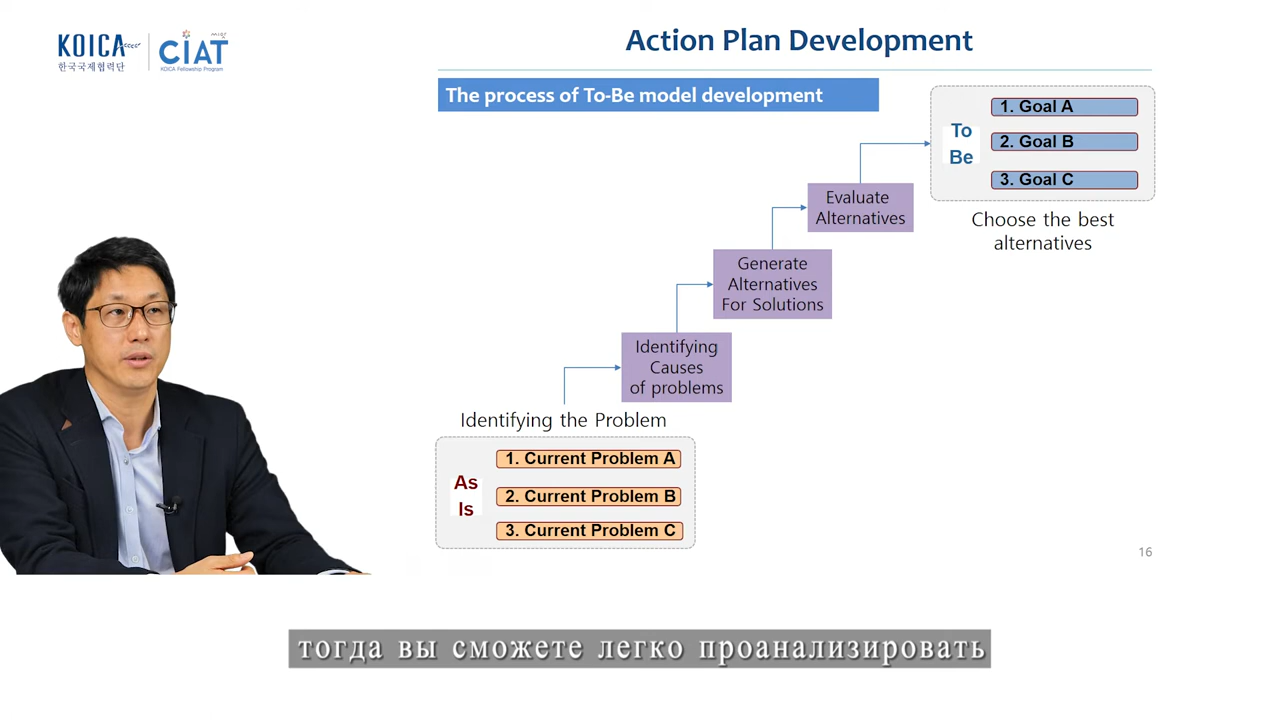 KOICA
한국국제협력단
CIAT
KOICA Fellowship Program
Action Plan Development
The process of To-Be model development
To
Be
1. Goal A
2. Goal B
3. Goal C
Choose the best
alternatives
Evaluate
Alternatives
Generate
Alternatives
For Solutions
Identifying
Causes
of problems
Identifying the Problem
As
Is
1. Current Problem A
2. Current Problem B
3. Current Problem C
16
тогда вы сможете легко проанализировать